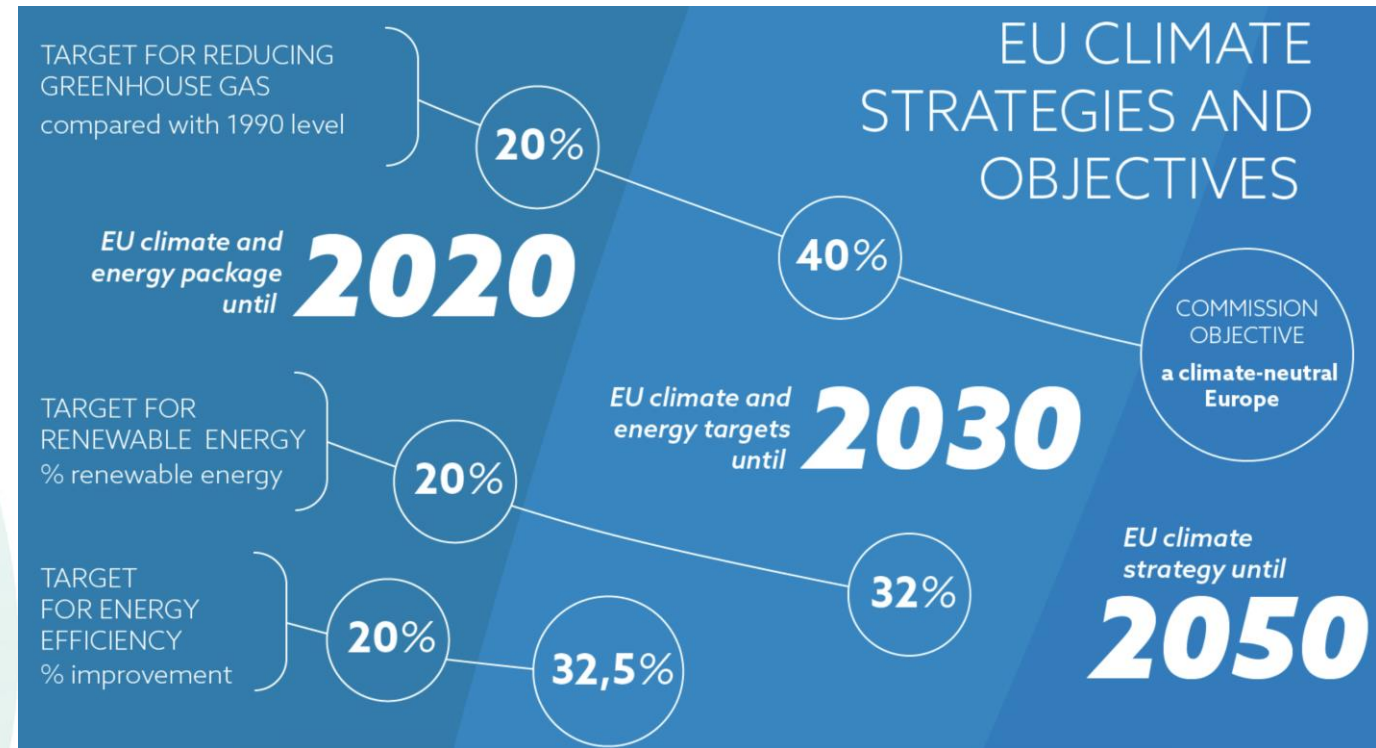 EU CLIMATE
STRATEGIES AND
OBJECTIVES
TARGET FOR REDUCING
GREENHOUSE GAS
compared with 1990 level
20%
40%
COMMISSION
OBJECTIVE
a climate-neutral
Europe
EU climate and
energy package
until
2020
EU climate and
energy targets
until
2030
EU climate
strategy until
2050
TARGET FOR
RENEWABLE ENERGY
% renewable energy
20%
32%
TARGET
FOR ENERGY
EFFICIENCY
% improvement
20%
32,5%